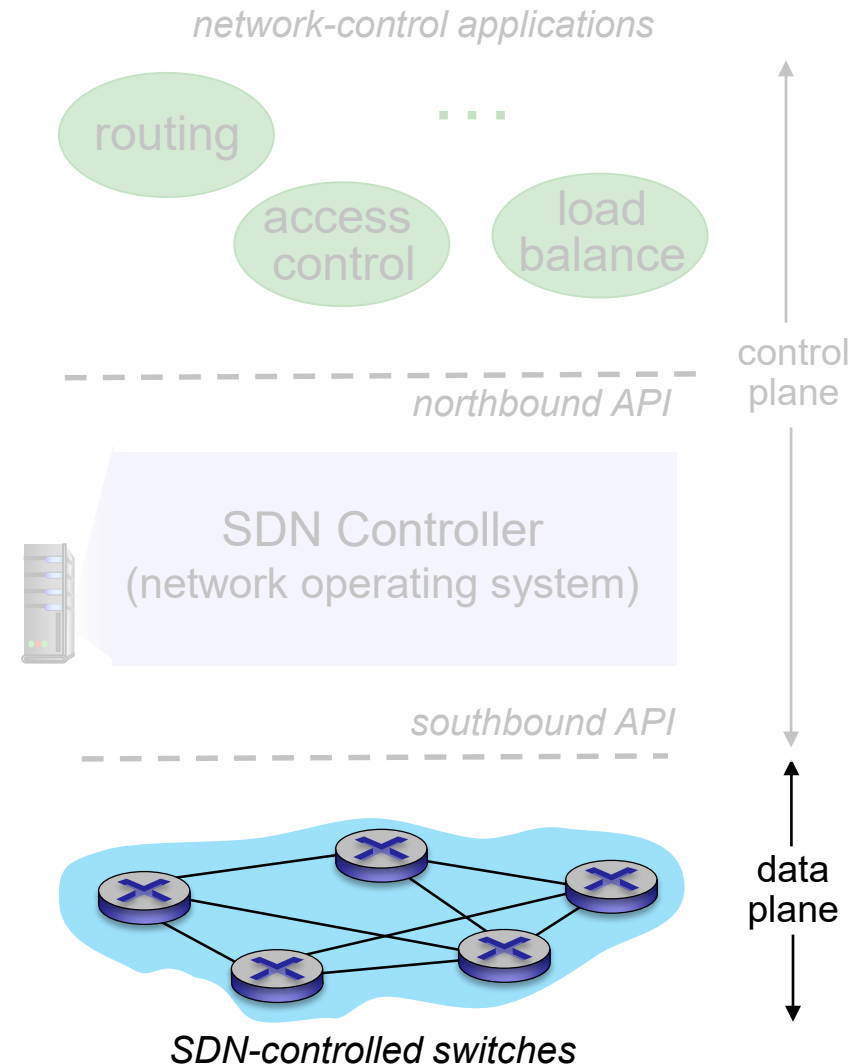 network-control applications
routing
. . .
access
control
load
balance
control
plane
northbound API
SDN Controller
(network operating system)
southbound API
data
plane
SDN-controlled switches